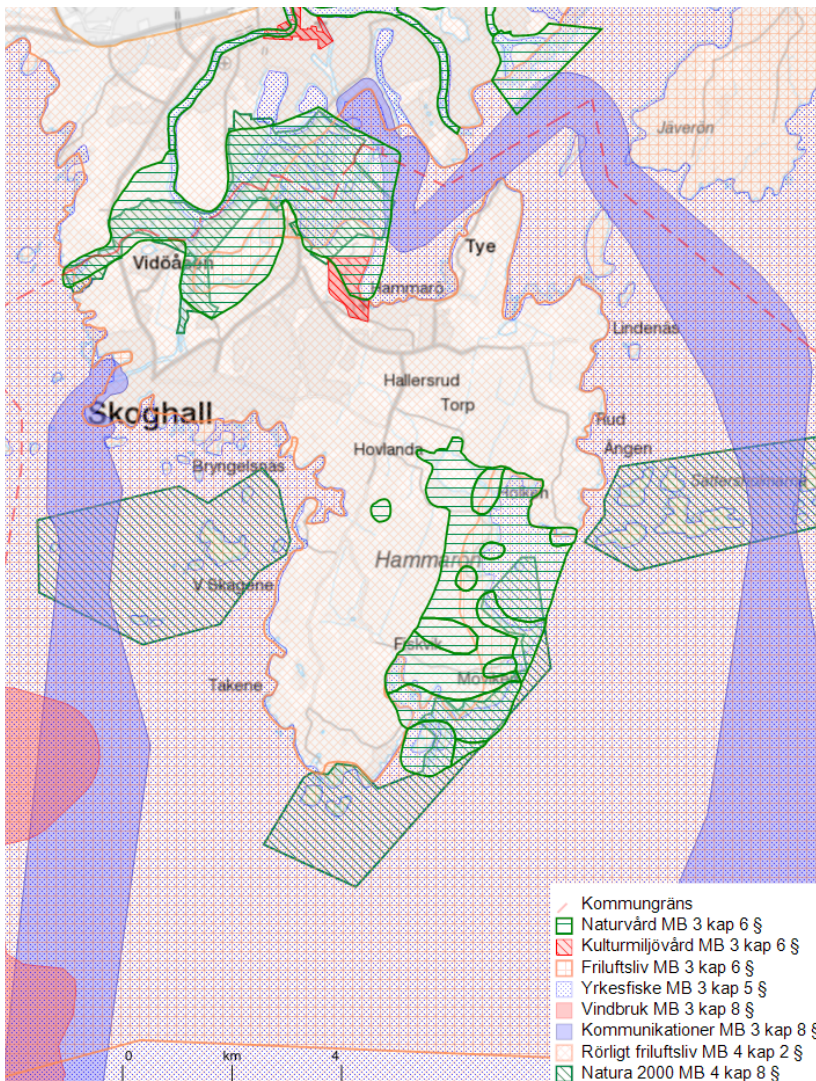 Jäverön
Tye
Vidöåsen
Hammarö
Lindenäs
Hallersrud
Torp
Skoghall
Rud
Hovlanda
Ängen
Bryngelsnäs
Sättersholmarna
Höiken
Hammarön
V Skagene
Fiskvik
Takene
Möviken
Kommungräns
Naturvård MB 3 kap 6 §
Kulturmiljövård MB 3 kap 6 §
Friluftsliv MB 3 kap 6 §
Yrkesfiske MB 3 kap 5 §
Vindbruk MB 3 kap 8 §
Kommunikationer MB 3 kap 8 §
Rörligt friluftsliv MB 4 kap 2 §
Natura 2000 MB 4 kap 8 §
0 km 4